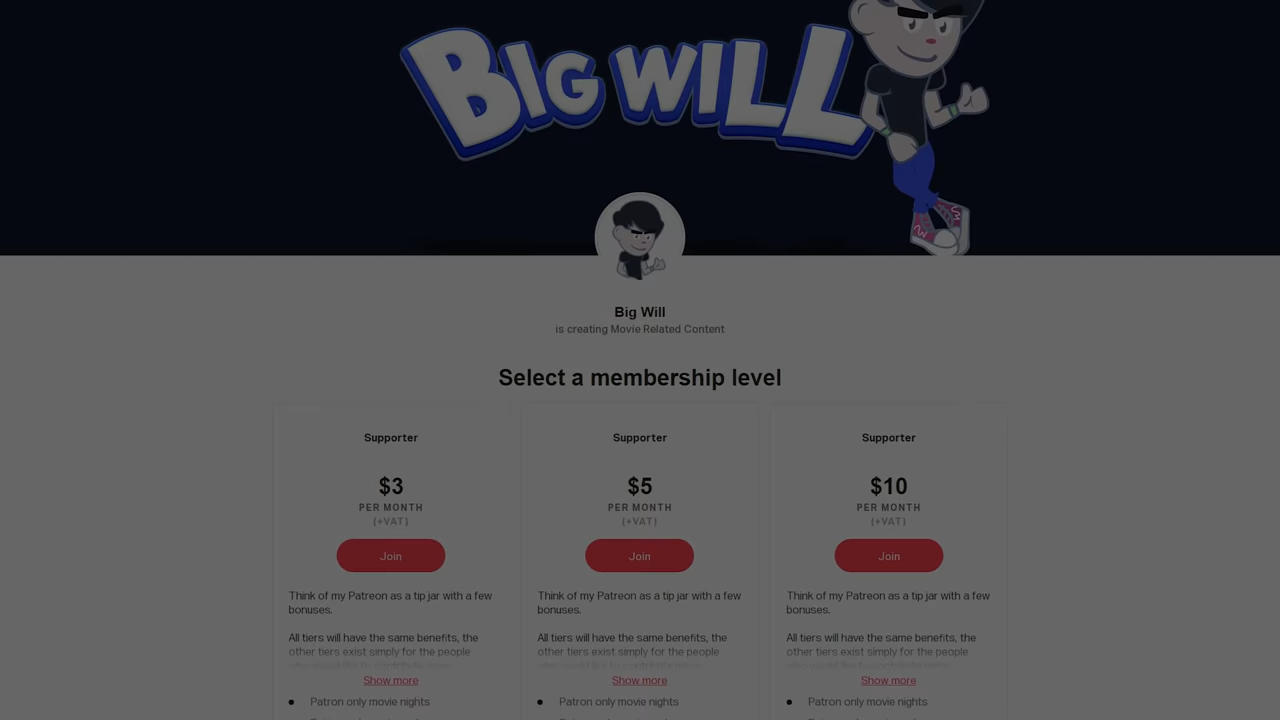 BIG WILL
Big Will
is creating Movie Related Content
Select a membership level
Supporter
$3
PER MONTH
(+VAT)
Join
Think of my Patreon as a tip jar with a few
bonuses.
All tiers will have the same benefits, the
other tiers exist simply for the people
Show more
Patron only movie nights
Supporter
$5
PER MONTH
(+VAT)
Join
Think of my Patreon as a tip jar with a few
bonuses.
All tiers will have the same benefits, the
other tiers exist simply for the people
Show more
Patron only movie nights
Supporter
$10
PER MONTH
(+VAT)
Join
Think of my Patreon as a tip jar with a few
bonuses.
All tiers will have the same benefits, the
other tiers exist simply for the people
Show more
Patron only movie nights